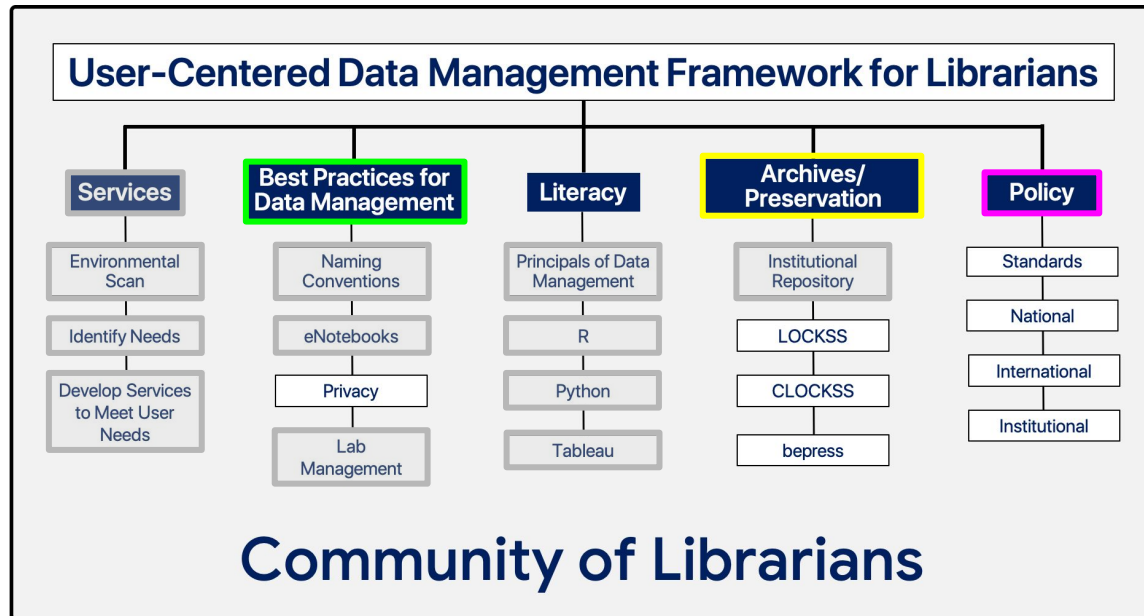 User-Centered Data Management Framework for Librarians
Services
Environmental
Scan
Identify Needs
Develop Services
to Meet User
Needs
Best Practices for
Data Management
Naming
Conventions
eNotebooks
Privacy
Lab
Management
Literacy
Principals of Data
Management
R
Python
Tableau
Archives/
Preservation
Institutional
Repository
LOCKSS
CLOCKSS
bepress
Policy
Standards
National
International
Institutional
Community of Librarians